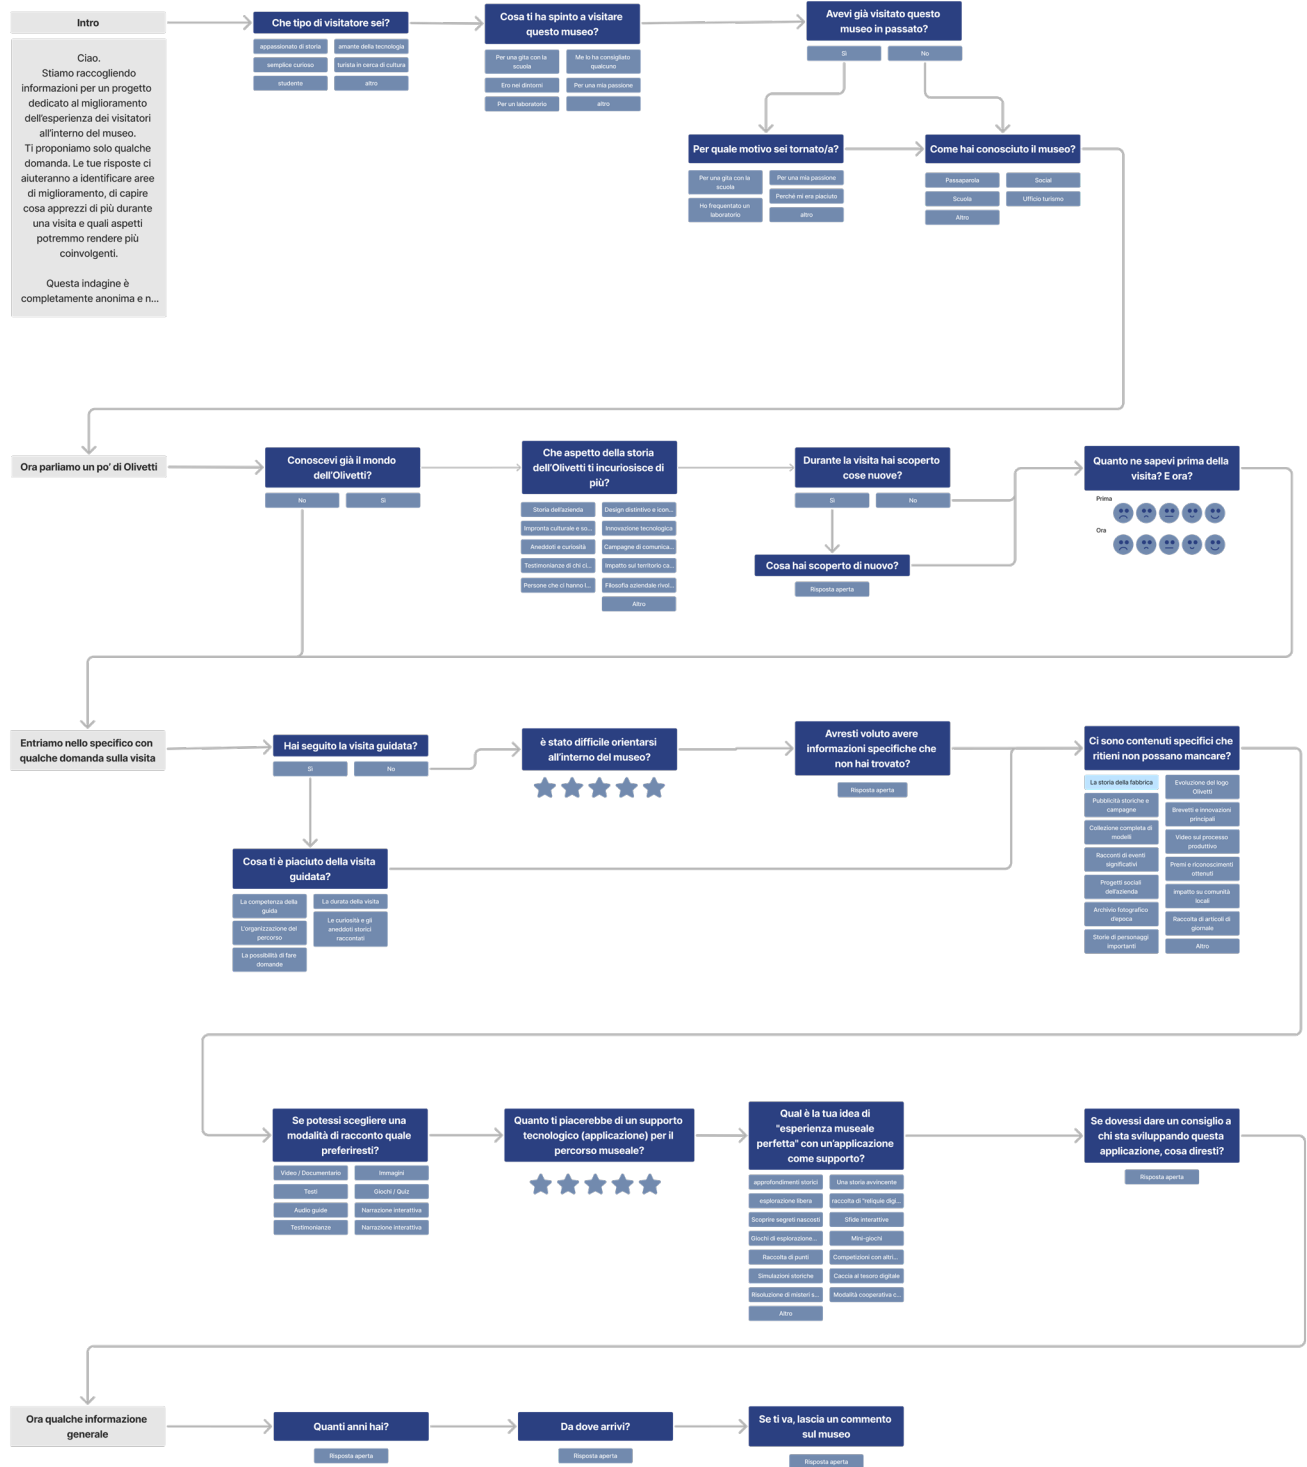 Intro
Ciao.
Stiamo raccogliendo
informazioni per un progetto
dedicato al miglioramento
dell'esperienza dei visitatori
all'interno del museo.
Ti proponiamo solo qualche
domanda. Le tue risposte ci
aiuteranno a identificare aree
di miglioramento, di capire
cosa apprezzi di più durante
una visita e quali aspetti
potremmo rendere più
coinvolgenti.
Questa indagine è
completamente anonima e n...
Che tipo di visitatore sei?
appassionato di storia
amante della tecnologia
semplice curioso
turista in cerca di cultura
studente
altro
Cosa ti ha spinto a visitare
questo museo?
Per una gita con la
scuola
Me lo ha consigliato
qualcuno
Ero nei dintorni
Per una mia passione
Per un laboratorio
altro
Avevi già visitato questo
museo in passato?
Sì
No
Per quale motivo sei tornato/a?
Per una gita con la
scuola
Per una mia passione
Perché mi era piaciuto
Ho frequentato un
laboratorio
altro
Come hai conosciuto il museo?
Passaparola
Social
Scuola
Ufficio turismo
Altro
Ora parliamo un po' di Olivetti
Conoscevi già il mondo
dell'Olivetti?
No
Sì
Che aspetto della storia
dell'Olivetti ti incuriosisce di
più?
Storia dell'azienda
Design distintivo e icon...
Impronta culturale e so...
Innovazione tecnologica
Aneddoti e curiosità
Campagne di comunica...
Testimonianze di chi ci...
Impatto sul territorio ca...
Persone che ci hanno l...
Filosofia aziendale rivol...
Altro
Durante la visita hai scoperto
cose nuove?
Sì
No
Cosa hai scoperto di nuovo?
Risposta aperta
Quanto ne sapevi prima della
visita? E ora?
Prima
Ora
Entriamo nello specifico con
qualche domanda sulla visita
Hai seguito la visita guidata?
Sì
No
Cosa ti è piaciuto della visita
guidata?
La competenza della
guida
La durata della visita
L'organizzazione del
percorso
Le curiosità e gli
aneddoti storici
raccontati
La possibilità di fare
domande
è stato difficile orientarsi
all'interno del museo?
Avresti voluto avere
informazioni specifiche che
non hai trovato?
Risposta aperta
Ci sono contenuti specifici che
ritieni non possano mancare?
La storia della fabbrica
Evoluzione del logo
Olivetti
Pubblicità storiche e
campagne
Brevetti e innovazioni
principali
Collezione completa di
modelli
Video sul processo
produttivo
Racconti di eventi
significativi
Premi e riconoscimenti
ottenuti
Progetti sociali
dell'azienda
impatto su comunità
locali
Archivio fotografico
d'epoca
Raccolta di articoli di
giornale
Storie di personaggi
importanti
Altro
Se potessi scegliere una
modalità di racconto quale
preferiresti?
Video / Documentario
Immagini
Testi
Giochi / Quiz
Audio guide
Narrazione interattiva
Testimonianze
Narrazione interattiva
Quanto ti piacerebbe di un supporto
tecnologico (applicazione) per il
percorso museale?
Qual è la tua idea di
"esperienza museale
perfetta" con un'applicazione
come supporto?
approfondimenti storici
Una storia avvincente
esplorazione libera
raccolta di "reliquie digi...
Scoprire segreti nascosti
Sfide interattive
Giochi di esplorazione...
Mini-giochi
Raccolta di punti
Competizioni con altri...
Simulazioni storiche
Caccia al tesoro digitale
Risoluzione di misteri s...
Modalità cooperativa c...
Altro
Se dovessi dare un consiglio a
chi sta sviluppando questa
applicazione, cosa diresti?
Risposta aperta
Ora qualche informazione
generale
Quanti anni hai?
Risposta aperta
Da dove arrivi?
Risposta aperta
Se ti va, lascia un commento
sul museo
Risposta aperta